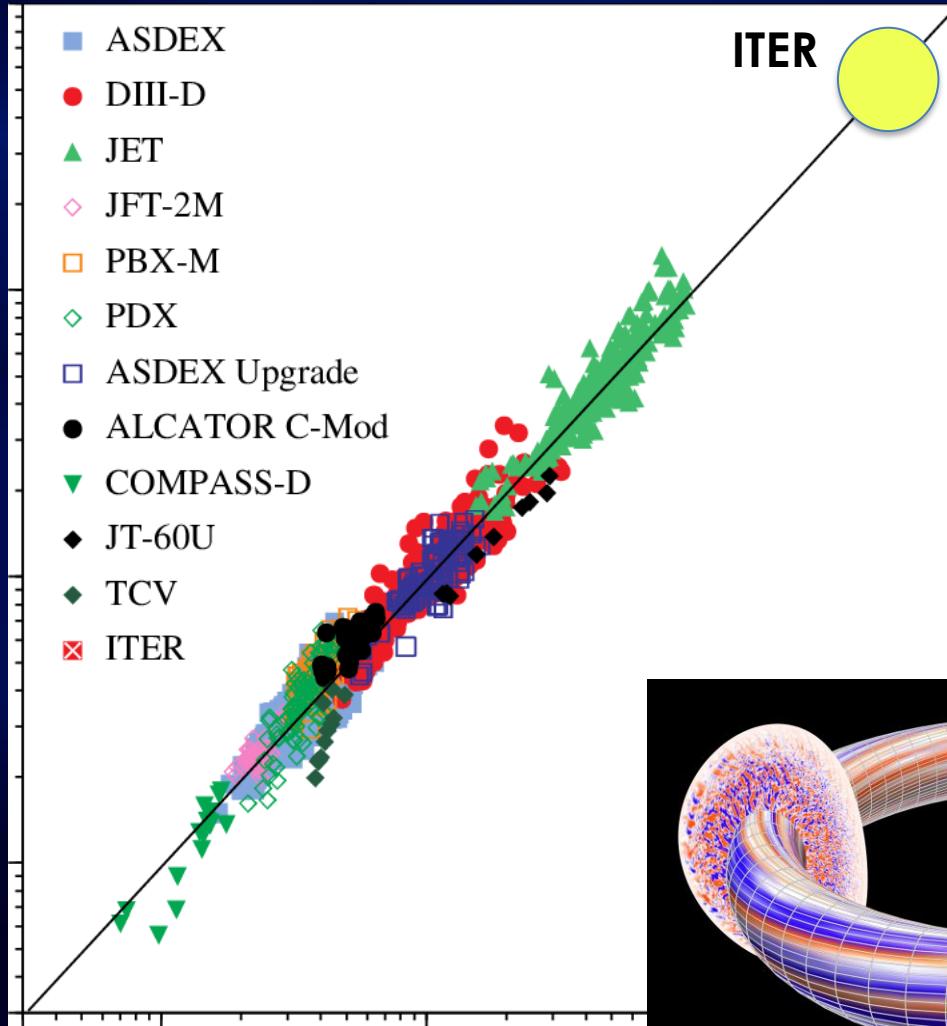 ITER
ASDEX
DIII-D
JET
JFT-2M
PBX-M
PDX
ASDEX Upgrade
ALCATOR C-Mod
COMPASS-D
JT-60U
TCV
ITER